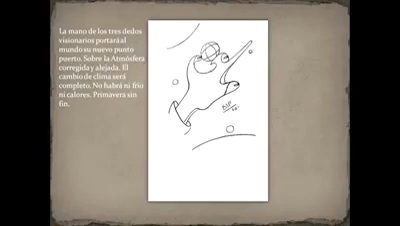 La mano de los tres dedos
visionarios portará al
mundo su nuevo punto
puerto. Sobre la Atmósfera
corregida y alejada. El
cambio de clima será
completo. No habrá ni frío
ni calores. Primavera sin
fin.